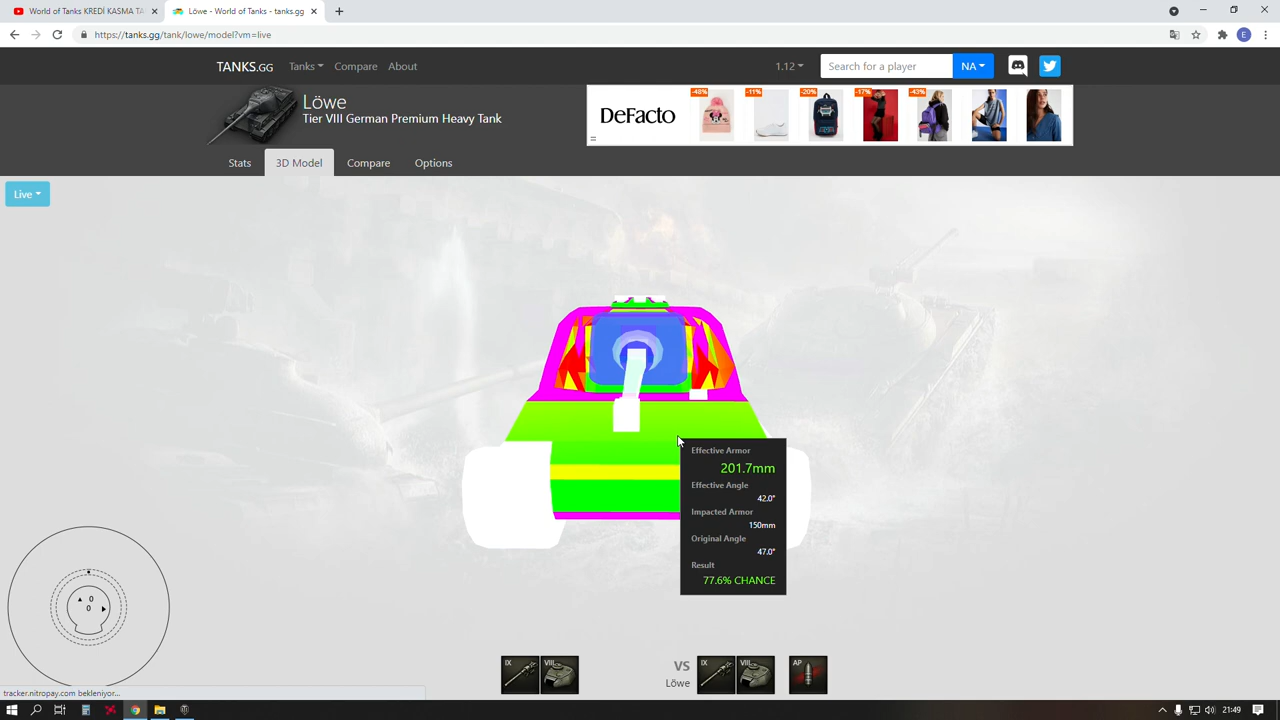 World of Tanks KREDİ KASMA TA
Löwe - World of Tanks - tanks.gg
https://tanks.gg/tank/lowe/model?vm=live
E
TANKS.GG
Tanks
Compare
About
1.12
Search for a player
NA
Löwe
Tier VIII German Premium Heavy Tank
DeFacto
-48%
-11%
-20%
-17%
-43%
Stats
3D Model
Compare
Options
Live
Effective Armor
201.7mm
Effective Angle
42.0°
Impacted Armor
150mm
Original Angle
47.0°
Result
77.6% CHANCE
0
0
IX
VIII
VS
Löwe
IX
VIII
AP
tracker.nitropay.com bekleniyor...
21:49